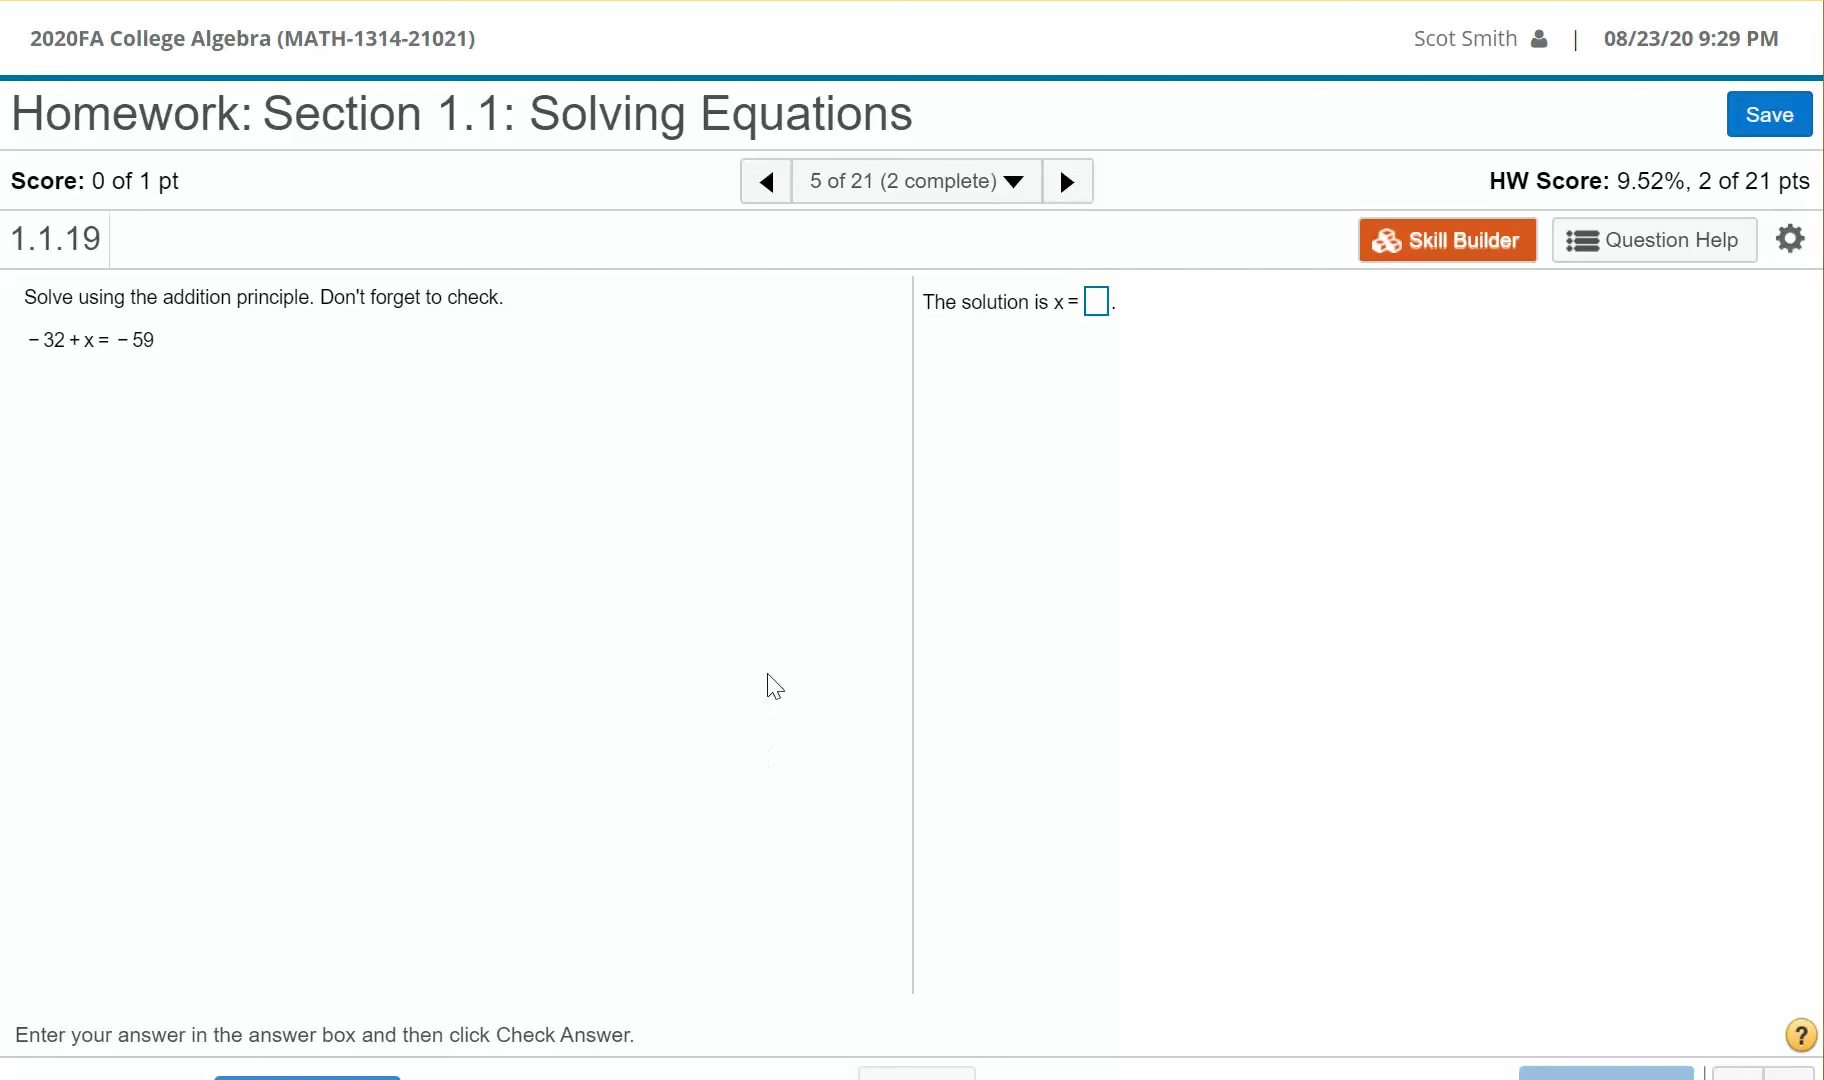 2020FA College Algebra (MATH-1314-21021)
Scot Smith | 08/23/20 9:29 PM
Homework: Section 1.1: Solving Equations
Save
Score: 0 of 1 pt
5 of 21 (2 complete)
HW Score: 9.52%, 2 of 21 pts
1.1.19
Skill Builder
Question Help
Solve using the addition principle. Don't forget to check.
− 32 + x = − 59
The solution is x = .
Enter your answer in the answer box and then click Check Answer.
?